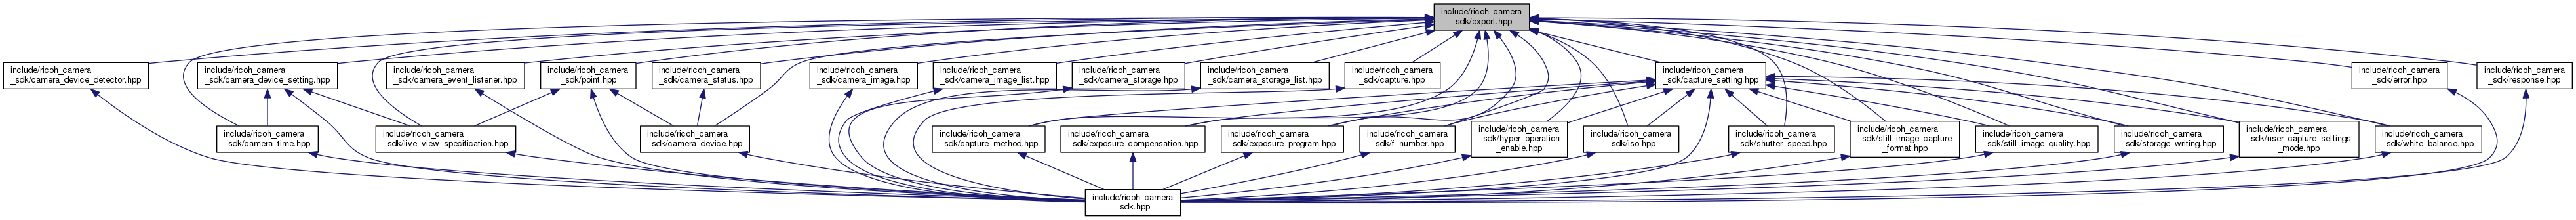 include/ricoh_camera
_sdk/export.hpp
include/ricoh_camera
_sdk/camera_device_detector.hpp
include/ricoh_camera
_sdk/camera_device_setting.hpp
include/ricoh_camera
_sdk/camera_event_listener.hpp
include/ricoh_camera
_sdk/point.hpp
include/ricoh_camera
_sdk/camera_status.hpp
include/ricoh_camera
_sdk/camera_image.hpp
include/ricoh_camera
_sdk/camera_image_list.hpp
include/ricoh_camera
_sdk/camera_storage.hpp
include/ricoh_camera
_sdk/camera_storage_list.hpp
include/ricoh_camera
_sdk/capture.hpp
include/ricoh_camera
_sdk/capture_setting.hpp
include/ricoh_camera
_sdk/error.hpp
include/ricoh_camera
_sdk/response.hpp
include/ricoh_camera
_sdk/camera_time.hpp
include/ricoh_camera
_sdk/live_view_specification.hpp
include/ricoh_camera
_sdk/camera_device.hpp
include/ricoh_camera
_sdk/capture_method.hpp
include/ricoh_camera
_sdk/exposure_compensation.hpp
include/ricoh_camera
_sdk/exposure_program.hpp
include/ricoh_camera
_sdk/f_number.hpp
include/ricoh_camera
_sdk/hyper_operation
_enable.hpp
include/ricoh_camera
_sdk/iso.hpp
include/ricoh_camera
_sdk/shutter_speed.hpp
include/ricoh_camera
_sdk/still_image_capture
_format.hpp
include/ricoh_camera
_sdk/still_image_quality.hpp
include/ricoh_camera
_sdk/storage_writing.hpp
include/ricoh_camera
_sdk/user_capture_settings
_mode.hpp
include/ricoh_camera
_sdk/white_balance.hpp
include/ricoh_camera
_sdk.hpp